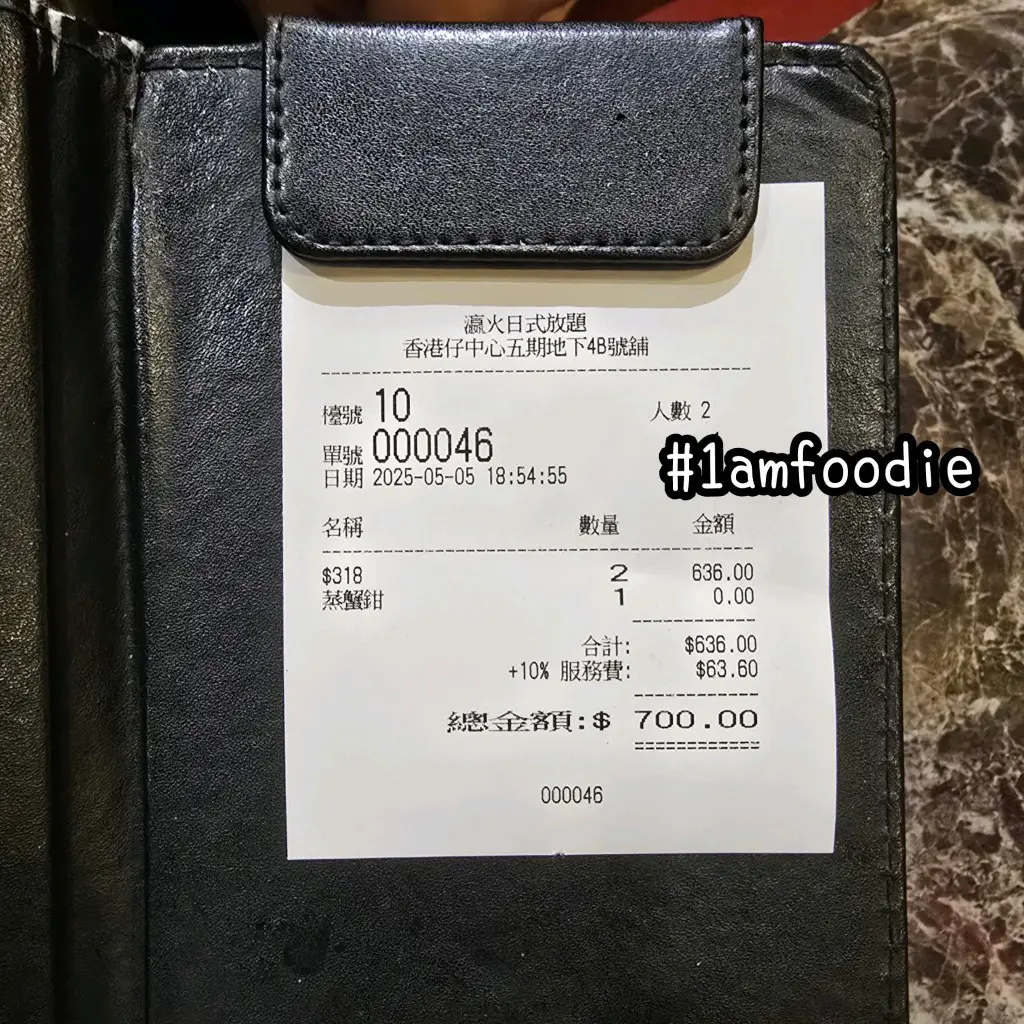 瀛火日式放題
香港仔中心五期地下4B號舖
檯號 10 人數 2
單號 000046
日期 2025-05-05 18:54:55
#1amfoodie
名稱 數量 金額
$318 2 636.00
蒸蟹鉗 1 0.00
合計: $636.00
+10% 服務費: $63.60
總金額:$ 700.00
000046